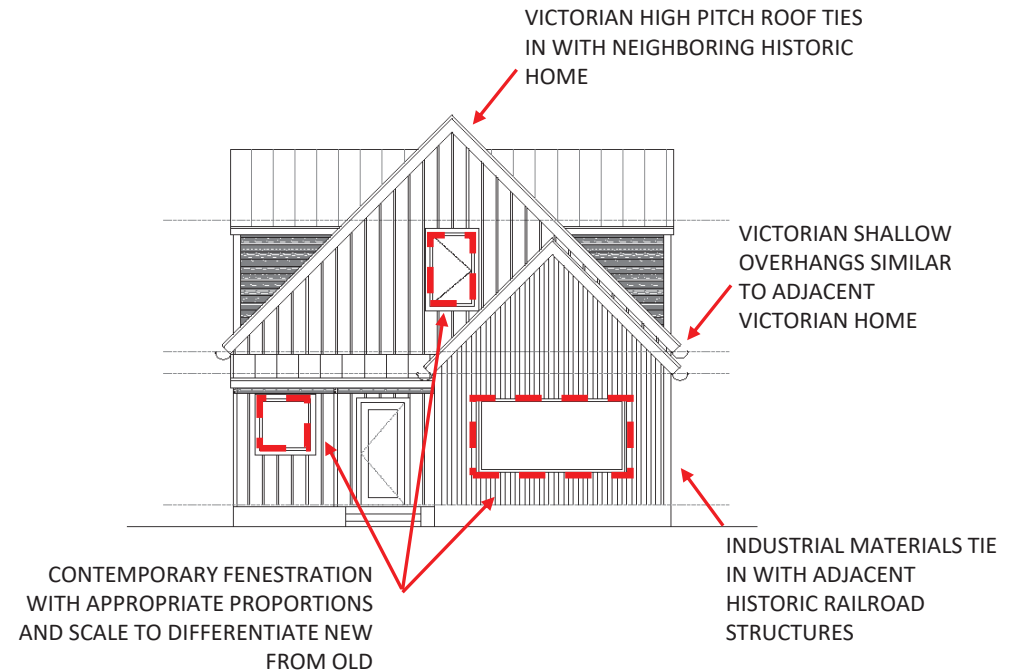 VICTORIAN HIGH PITCH ROOF TIES
IN WITH NEIGHBORING HISTORIC
HOME
VICTORIAN SHALLOW
OVERHANGS SIMILAR
TO ADJACENT
VICTORIAN HOME
INDUSTRIAL MATERIALS TIE
IN WITH ADJACENT
HISTORIC RAILROAD
STRUCTURES
CONTEMPORARY FENESTRATION
WITH APPROPRIATE PROPORTIONS
AND SCALE TO DIFFERENTIATE NEW
FROM OLD